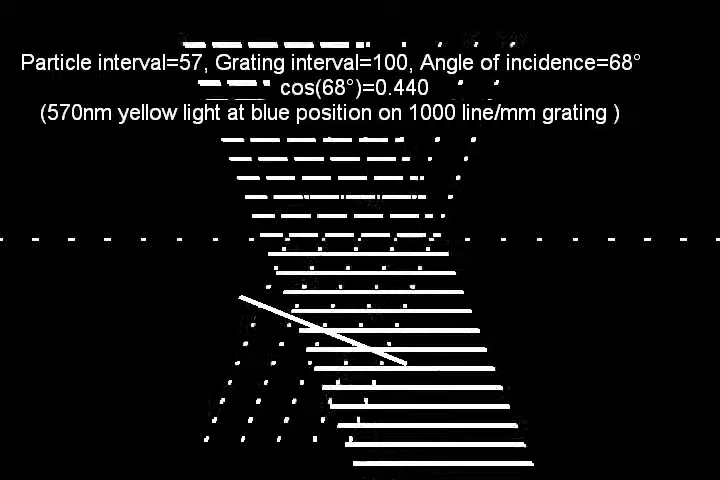 Particle interval=57, Grating interval=100, Angle of incidence=68°
cos(68°)=0.440
(570nm yellow light at blue position on 1000 line/mm grating )